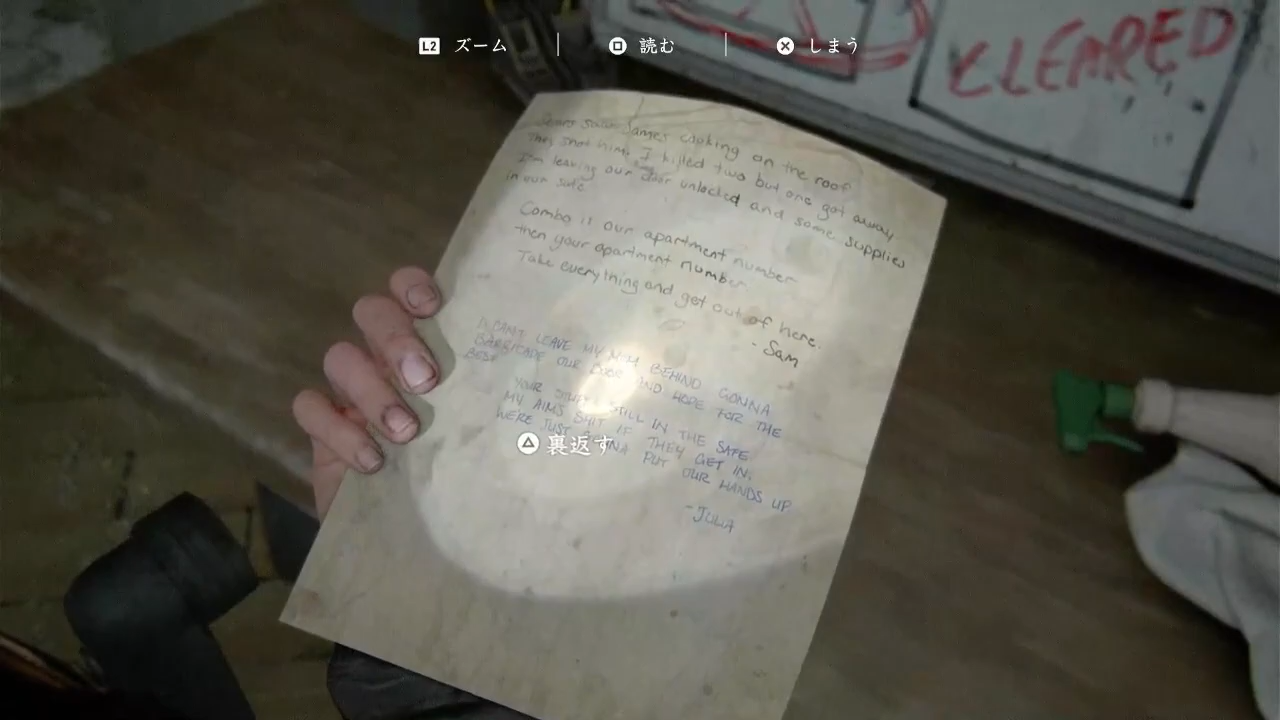 L2 ズーム
読む
しまう
CLEARED
saw James cooking on the roof
They shot him. I killed two but one got away
I'm leaving our door unlocked and some supplies
in our safe
Combo is our apartment number
then your apartment number
Take everything and get out of here.
- Sam
I CAN'T LEAVE MY MOM BEHIND GONNA
BARRICADE OUR DOOR AND HOPE FOR THE
BEST
YOUR STUFF'S STILL IN THE SAFE
MY AIMS SHIT IF THEY GET IN,
WERE JUST GONNA PUT OUR HANDS UP
裏返す
-JULIA